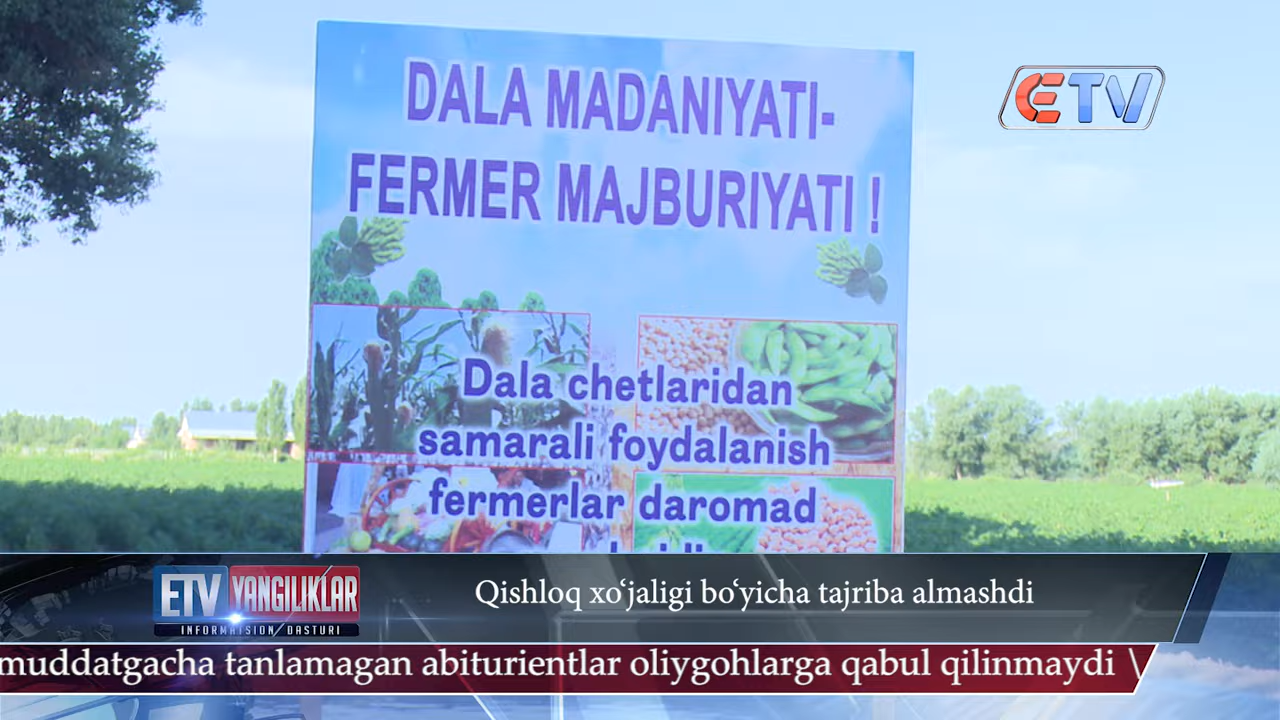 DALA MADANIYATI-
FERMER MAJBURIYATI !
ETV
Dala chetlaridan
samarali foydalanish
fermerlar daromad
ETV YANGILIKLAR
INFORMATSION DASTURI
Qishloq xo‘jaligi bo‘yicha tajriba almashdi
muddatgacha tanlamagan abiturientlar oliygohlarga qabul qilinmaydi